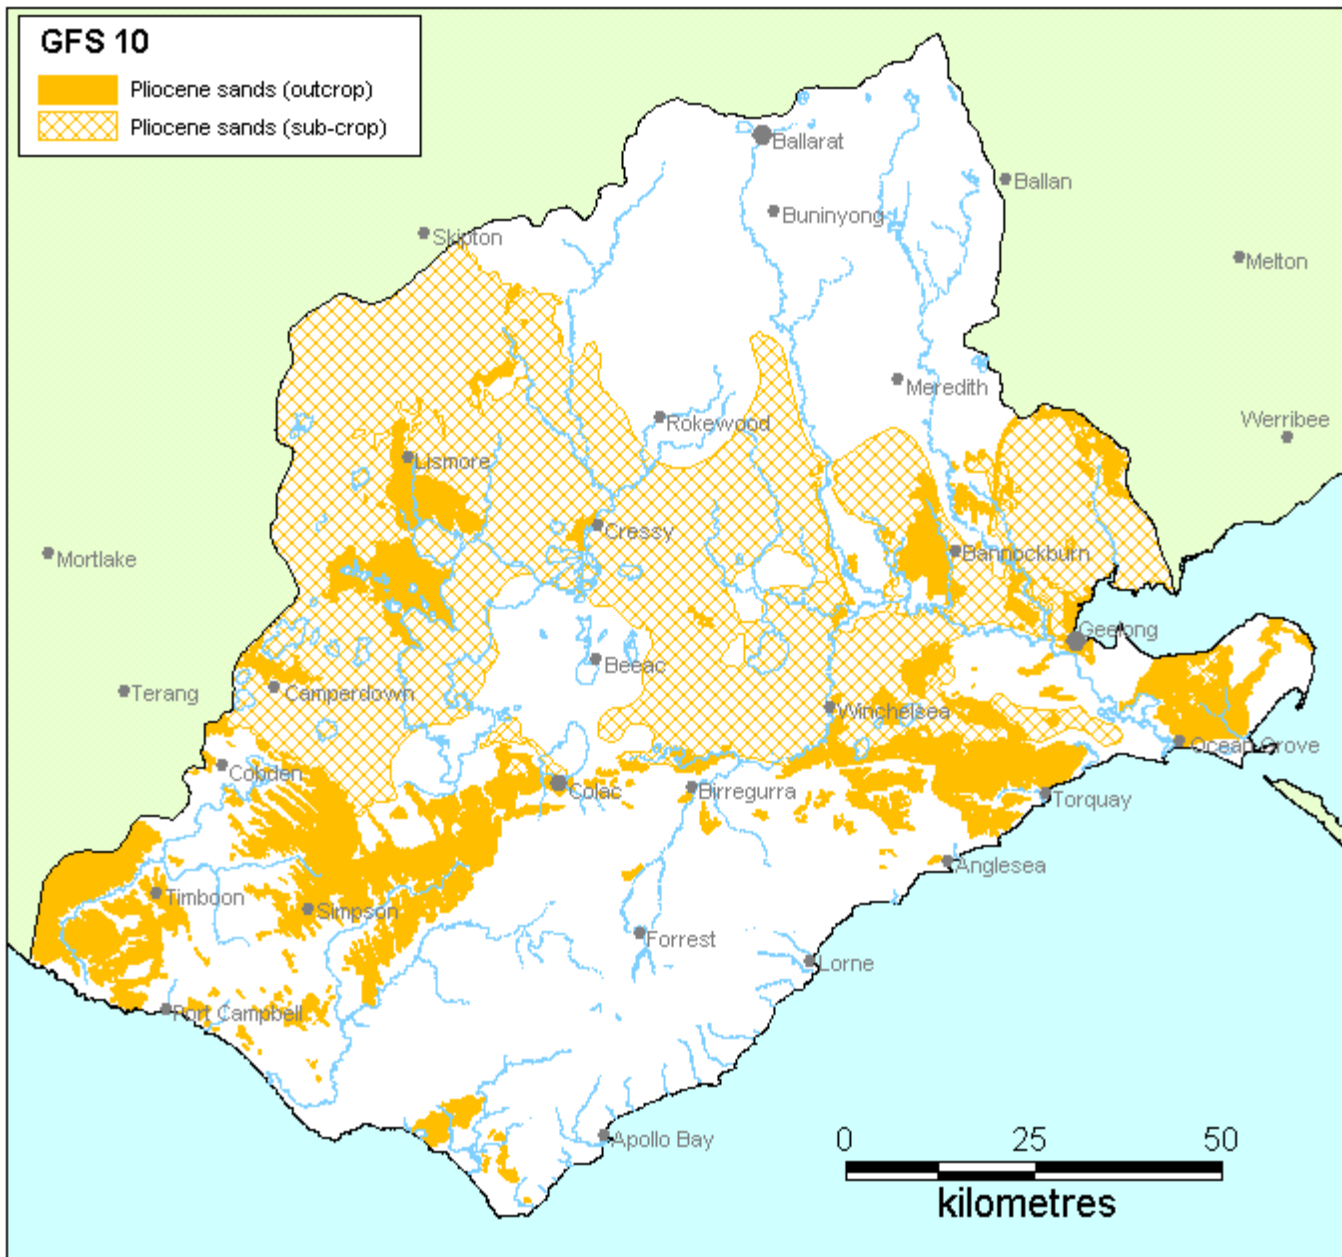 GFS 10
Pliocene sands (outcrop)
Pliocene sands (sub-crop)
Ballarat
Ballan
Buninyong
Skipton
Melton
Meredith
Rokewood
Werribee
Lismore
Cressy
Mortlake
Bannockburn
Geelong
Beeac
Terang
Camperdown
Winchelsea
Ocean Grove
Cobden
Colac
Birregurra
Torquay
Anglesea
Timboon
Simpson
Forrest
Lorne
Port Campbell
Apollo Bay
0 25 50
kilometres